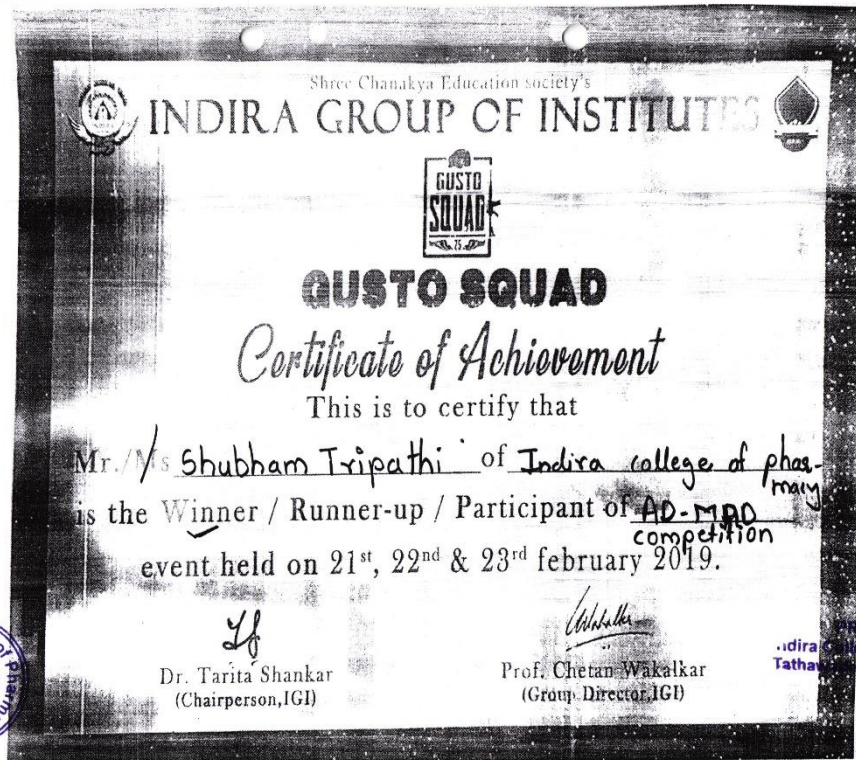 Shree Chanakya Education society's
INDIRA GROUP OF INSTITUTES
GUSTO
SQUAD
25
GUSTO SQUAD
Certificate of Achievement
This is to certify that
Mr./Ms Shubham Tripathi of Indira college of phar-
macy
is the Winner / Runner-up / Participant of AD-MAD
competition
event held on 21st, 22nd & 23rd february 2019.
Dr. Tarita Shankar
(Chairperson,IGI)
Prof. Chetan Wakalkar
(Group Director,IGI)
of Pharm